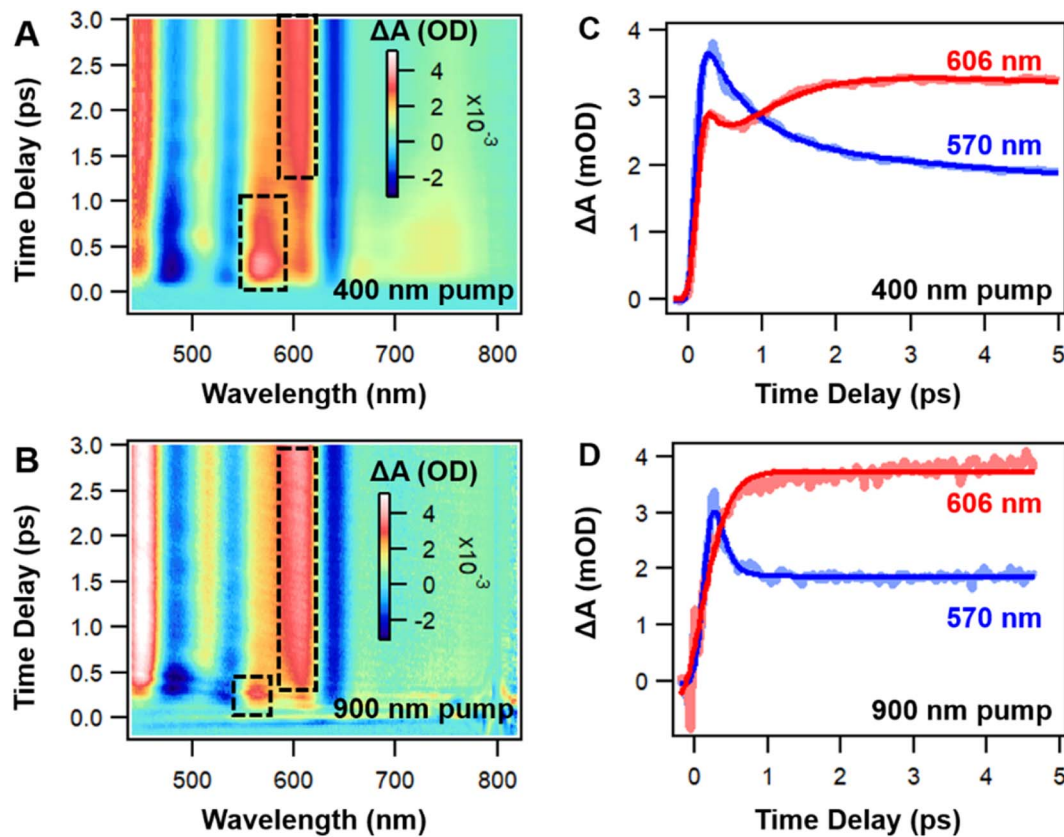 A
3.0
2.5
2.0
1.5
1.0
0.5
0.0
Time Delay (ps)
ΔA (OD)
4
2
0
-2
x10⁻³
400 nm pump
500
600
700
800
Wavelength (nm)
C
4
3
2
1
0
ΔA (mOD)
606 nm
570 nm
400 nm pump
0
1
2
3
4
5
Time Delay (ps)
B
3.0
2.5
2.0
1.5
1.0
0.5
0.0
Time Delay (ps)
ΔA (OD)
4
2
0
-2
x10⁻³
900 nm pump
500
600
700
800
Wavelength (nm)
D
4
3
2
1
0
ΔA (mOD)
606 nm
570 nm
900 nm pump
0
1
2
3
4
5
Time Delay (ps)